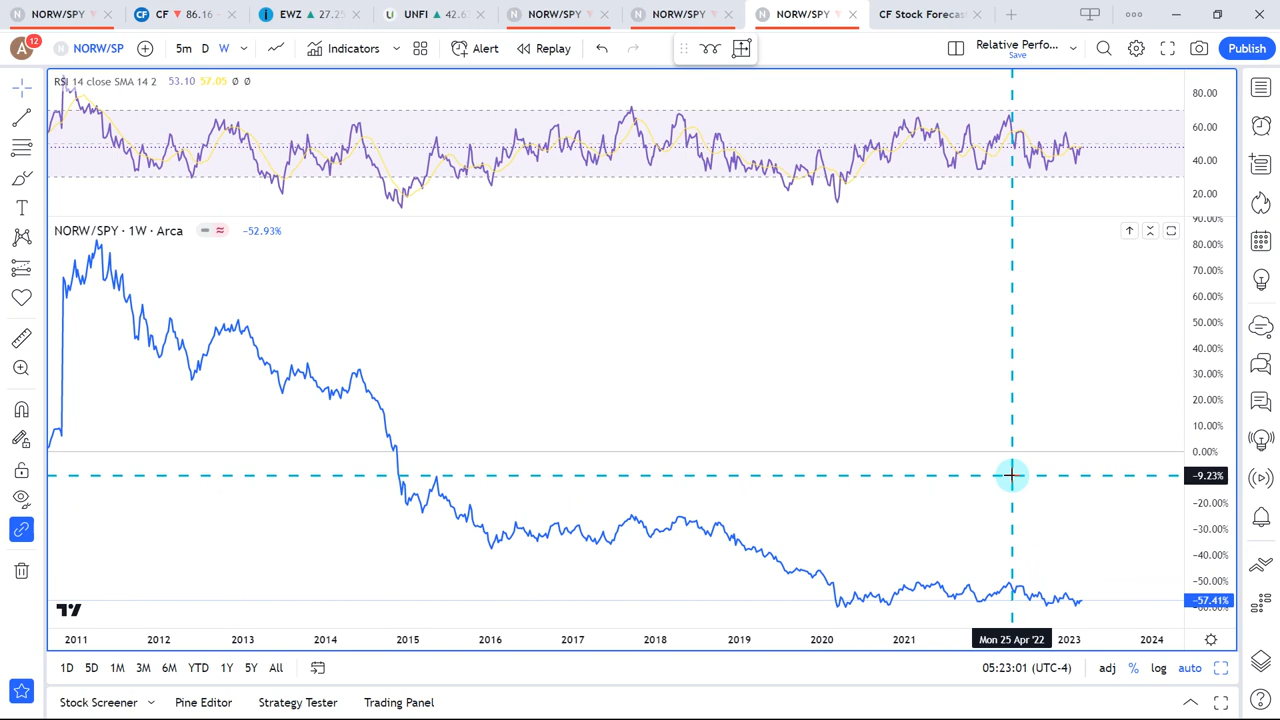 N NORW/SPY ▼
CF CF ▼ 86.16
EWZ ▲ 27.25
U UNFI ▲ 42.6
N NORW/SPY ▼
N NORW/SPY ▼
N NORW/SPY ▼
CF Stock Forecas
A 12
N NORW/SP
5m D W
Indicators
Alert
Replay
Relative Perfo...
Save
Publish
RSI 14 close SMA 14 2 53.10 57.05 Ø Ø
80.00
60.00
40.00
20.00
NORW/SPY · 1W · Arca −52.93%
90.00%
80.00%
70.00%
60.00%
50.00%
40.00%
30.00%
20.00%
10.00%
0.00%
−9.23%
−20.00%
−30.00%
−40.00%
−50.00%
−57.41%
2011 2012 2013 2014 2015 2016 2017 2018 2019 2020 2021 Mon 25 Apr '22 2023 2024
1D 5D 1M 3M 6M YTD 1Y 5Y All
05:23:01 (UTC-4) adj % log auto
Stock Screener Pine Editor Strategy Tester Trading Panel